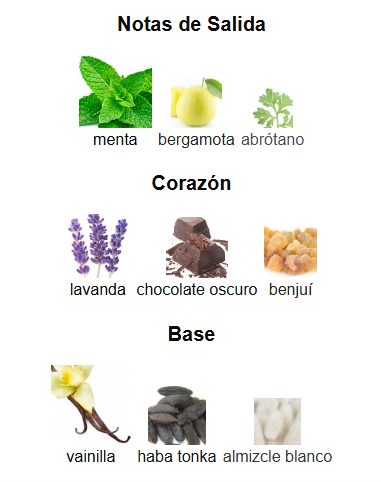 Notas de Salida
menta bergamota abrótano
Corazón
lavanda chocolate oscuro benjuí
Base
vainilla haba tonka almizcle blanco